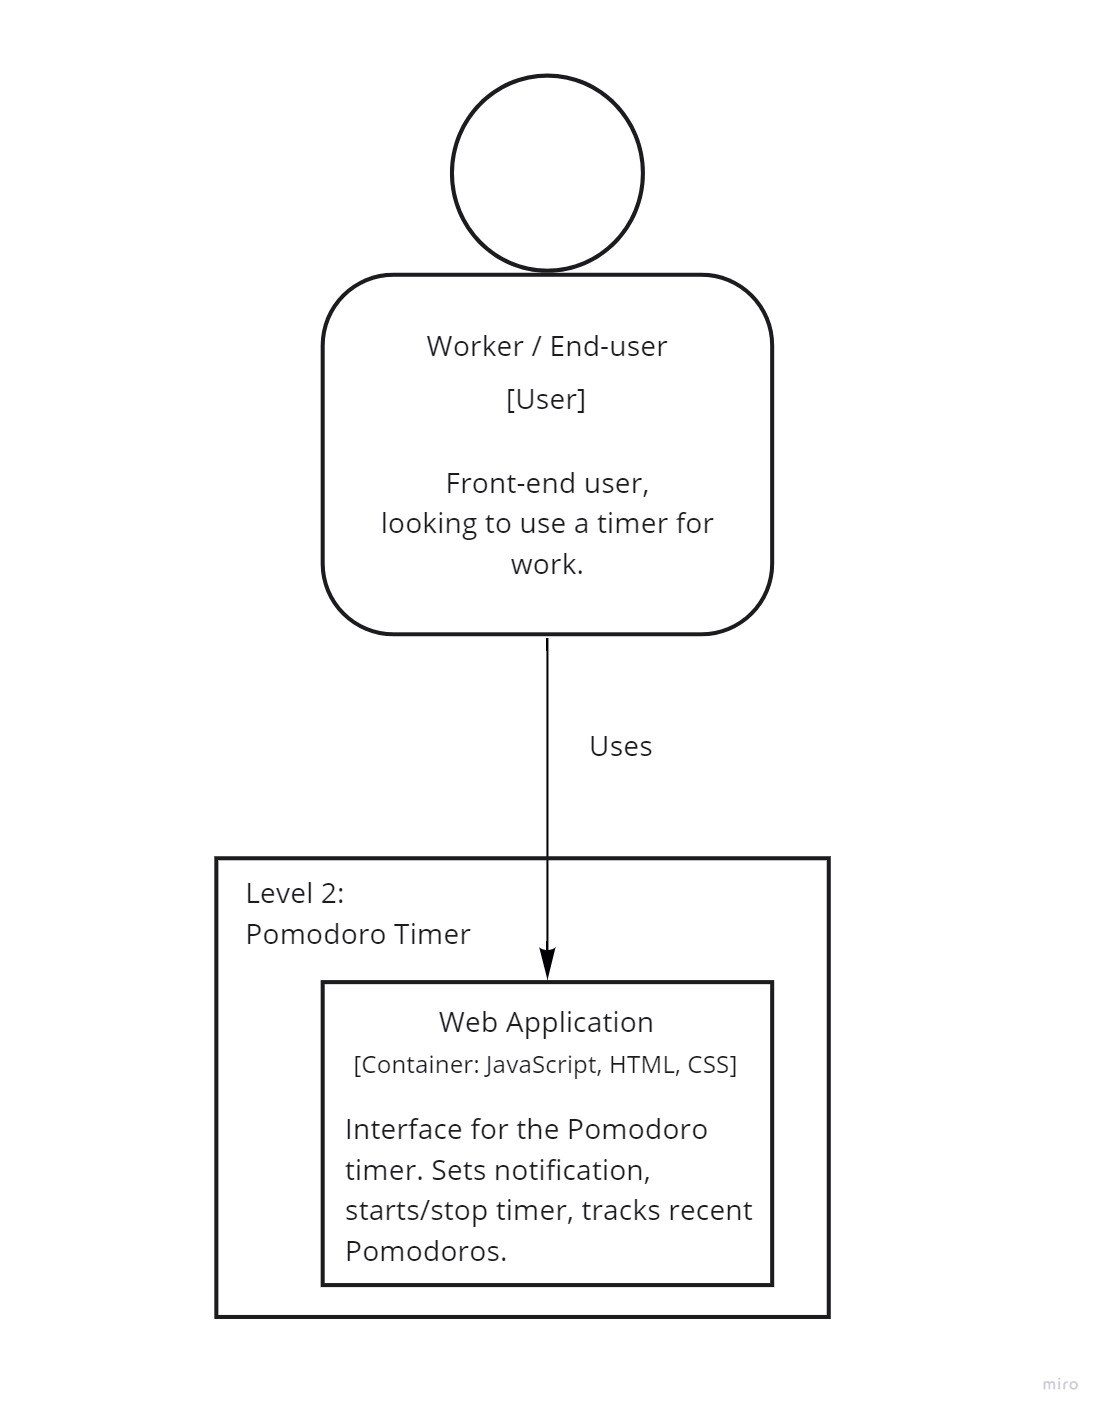 Worker / End-user
[User]
Front-end user,
looking to use a timer for
work.
Uses
Level 2:
Pomodoro Timer
Web Application
[Container: JavaScript, HTML, CSS]
Interface for the Pomodoro
timer. Sets notification,
starts/stop timer, tracks recent
Pomodoros.
miro